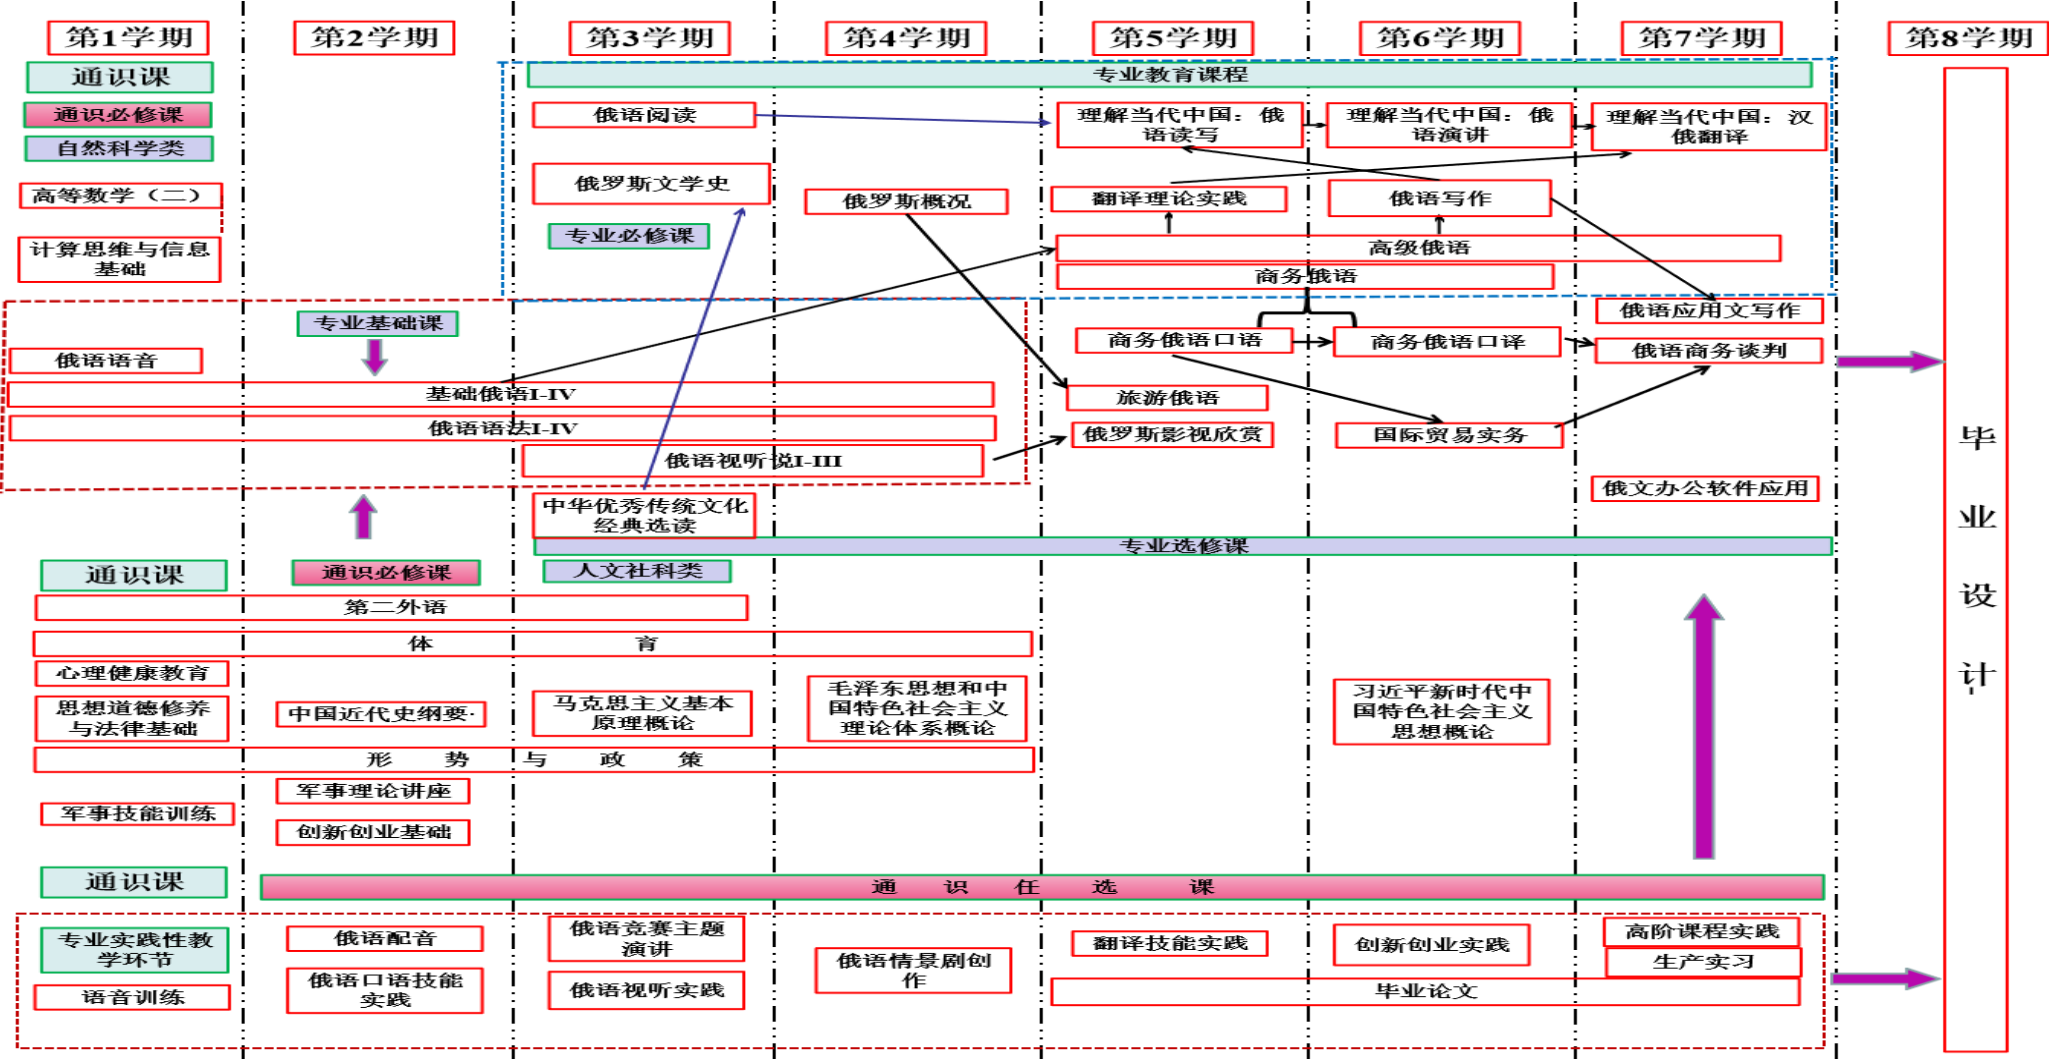 第1学期
第2学期
第3学期
第4学期
第5学期
第6学期
第7学期
第8学期
通识课
专业教育课程
通识必修课
自然科学类
高等数学（二）
计算思维与信息
基础
俄语阅读
理解当代中国：俄
语读写
理解当代中国：俄
语演讲
理解当代中国：汉
俄翻译
俄罗斯文学史
俄罗斯概况
翻译理论实践
俄语写作
专业必修课
高级俄语
商务俄语
专业基础课
俄语应用文写作
俄语语音
商务俄语口语
商务俄语口译
俄语商务谈判
基础俄语I-IV
旅游俄语
俄语语法I-IV
俄罗斯影视欣赏
国际贸易实务
俄语视听说I-III
俄文办公软件应用
中华优秀传统文化
经典选读
专业选修课
通识课
通识必修课
人文社科类
第二外语
体 育
心理健康教育
思想道德修养
与法律基础
中国近代史纲要·
马克思主义基本
原理概论
毛泽东思想和中
国特色社会主义
理论体系概论
习近平新时代中
国特色社会主义
思想概论
形 势 与 政 策
军事理论讲座
军事技能训练
创新创业基础
通识课
通 识 任 选 课
专业实践性教
学环节
语音训练
俄语配音
俄语口语技能
实践
俄语竞赛主题
演讲
俄语视听实践
俄语情景剧创
作
翻译技能实践
创新创业实践
高阶课程实践
生产实习
毕业论文
毕
业
设
计